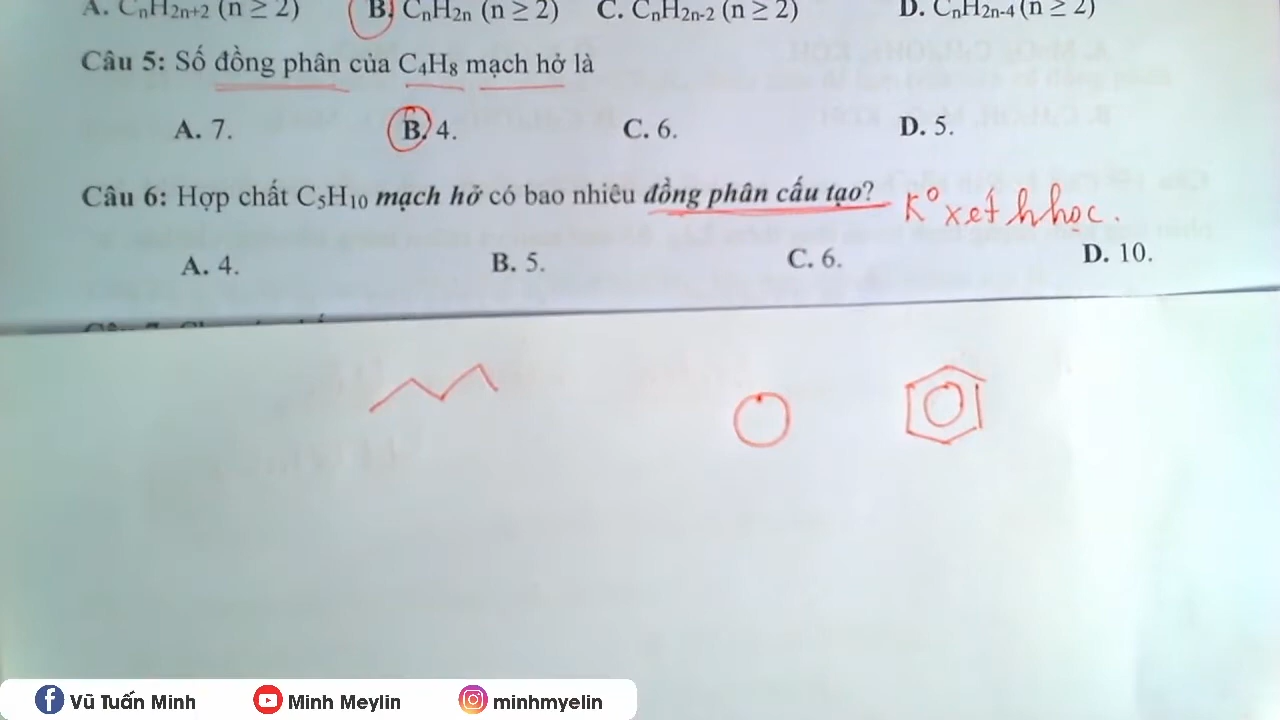 A. CnH2n+2 (n ≥ 2) B. CnH2n (n ≥ 2) C. CnH2n-2 (n ≥ 2) D. CnH2n-4 (n ≥ 2)
Câu 5: Số đồng phân của C4H8 mạch hở là
A. 7. B. 4. C. 6. D. 5.
Câu 6: Hợp chất C5H10 mạch hở có bao nhiêu đồng phân cấu tạo? K° xet hhoc.
A. 4. B. 5. C. 6. D. 10.
Vũ Tuấn Minh Minh Meylin minhmyelin